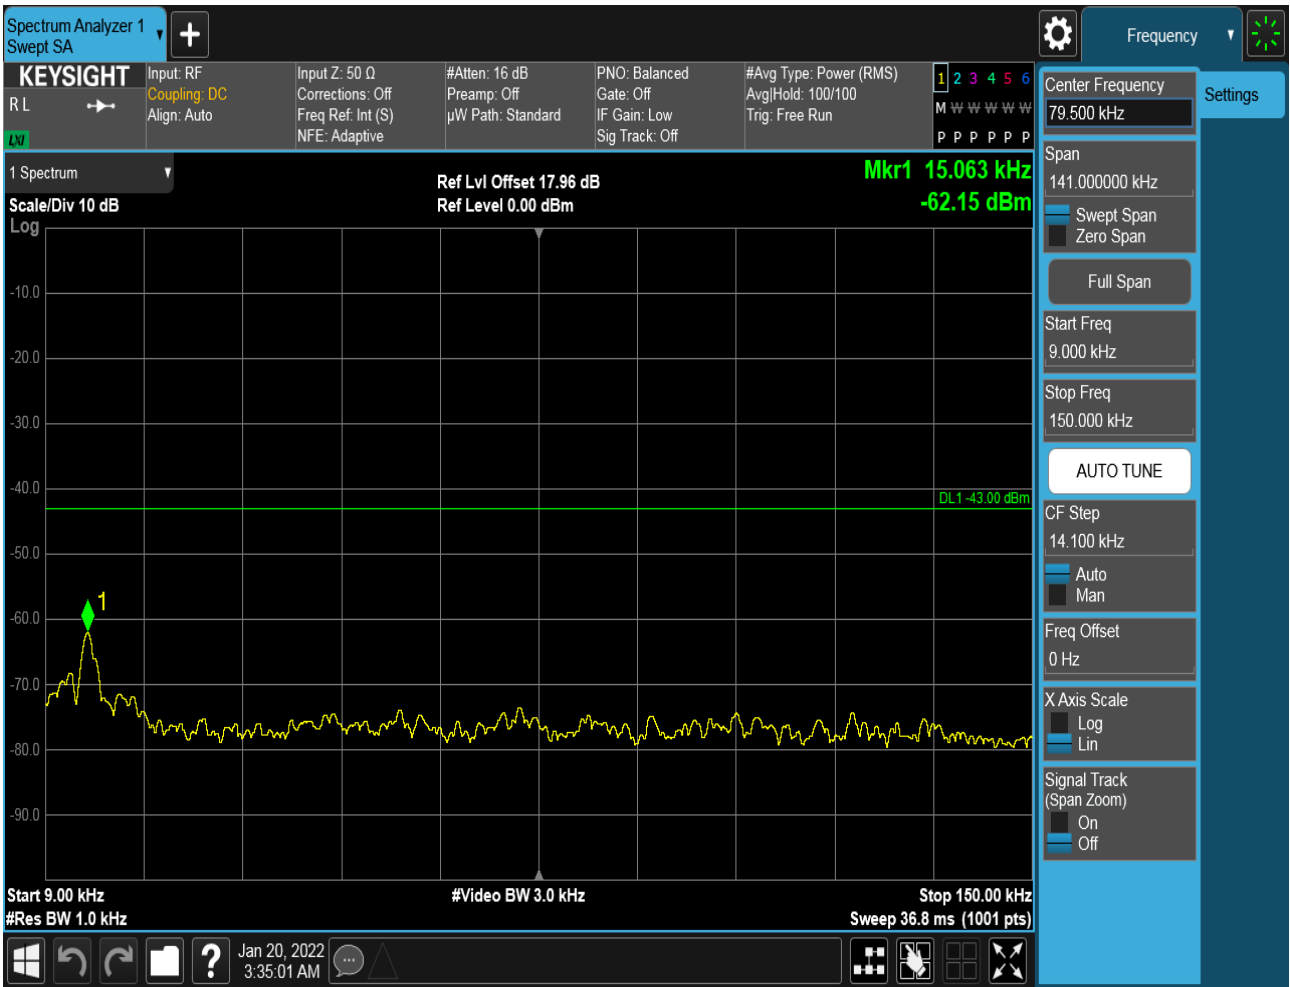 Spectrum Analyzer 1
Swept SA
Frequency
KEYSIGHT
R L
LXI
Input: RF
Coupling: DC
Align: Auto
Input Z: 50 Ω
Corrections: Off
Freq Ref: Int (S)
NFE: Adaptive
#Atten: 16 dB
Preamp: Off
µW Path: Standard
PNO: Balanced
Gate: Off
IF Gain: Low
Sig Track: Off
#Avg Type: Power (RMS)
Avg|Hold: 100/100
Trig: Free Run
1 2 3 4 5 6
M W W W W W
P P P P P P
1 Spectrum
Scale/Div 10 dB
Log
Ref Lvl Offset 17.96 dB
Ref Level 0.00 dBm
Mkr1 15.063 kHz
-62.15 dBm
-10.0
-20.0
-30.0
-40.0
DL1 -43.00 dBm
-50.0
1
-60.0
-70.0
-80.0
-90.0
Start 9.00 kHz
#Video BW 3.0 kHz
Stop 150.00 kHz
#Res BW 1.0 kHz
Sweep 36.8 ms (1001 pts)
Jan 20, 2022
3:35:01 AM
Center Frequency
79.500 kHz
Settings
Span
141.000000 kHz
Swept Span
Zero Span
Full Span
Start Freq
9.000 kHz
Stop Freq
150.000 kHz
AUTO TUNE
CF Step
14.100 kHz
Auto
Man
Freq Offset
0 Hz
X Axis Scale
Log
Lin
Signal Track
(Span Zoom)
On
Off